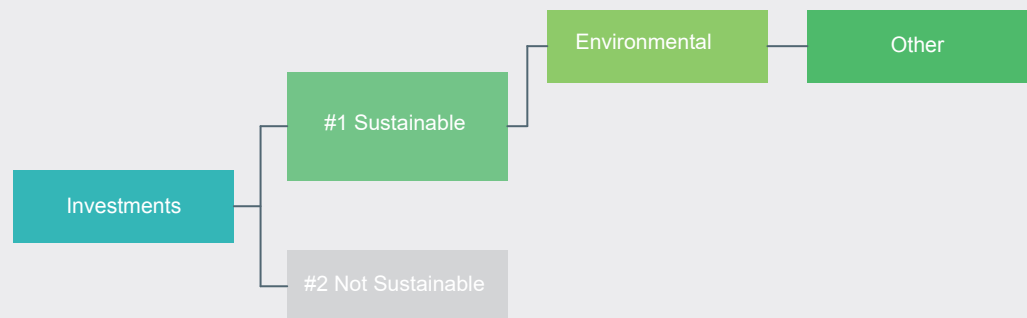 Environmental
Other
#1 Sustainable
Investments
#2 Not Sustainable